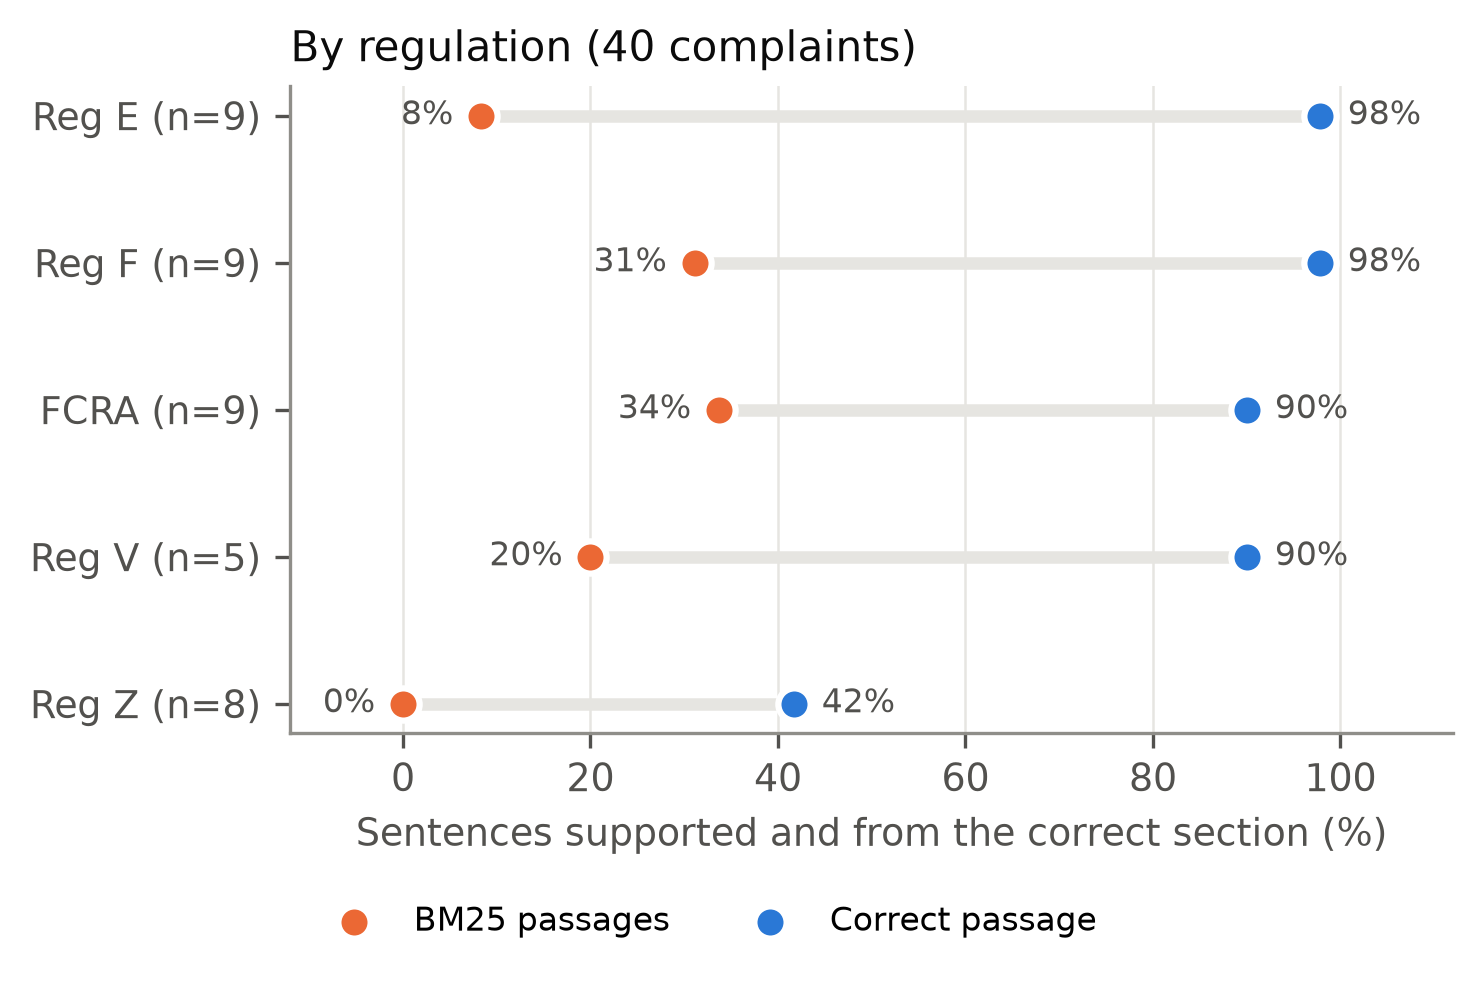 By regulation (40 complaints)
Reg E (n=9) 8% 98%
Reg F (n=9) 31% 98%
FCRA (n=9) 34% 90%
Reg V (n=5) 20% 90%
Reg Z (n=8) 0% 42%
0 20 40 60 80 100
Sentences supported and from the correct section (%)
BM25 passages Correct passage